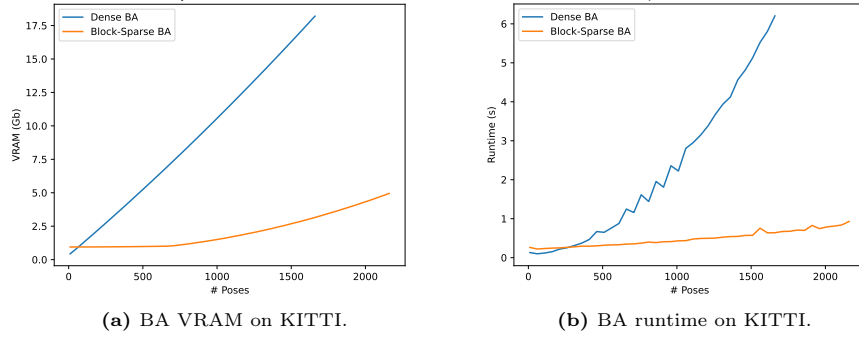 Dense BA
Block-Sparse BA
17.5
15.0
12.5
10.0
7.5
5.0
2.5
0.0
VRAM (Gb)
0
500
1000
1500
2000
# Poses
(a) BA VRAM on KITTI.
Dense BA
Block-Sparse BA
6
5
4
3
2
1
0
Runtime (s)
0
500
1000
1500
2000
# Poses
(b) BA runtime on KITTI.